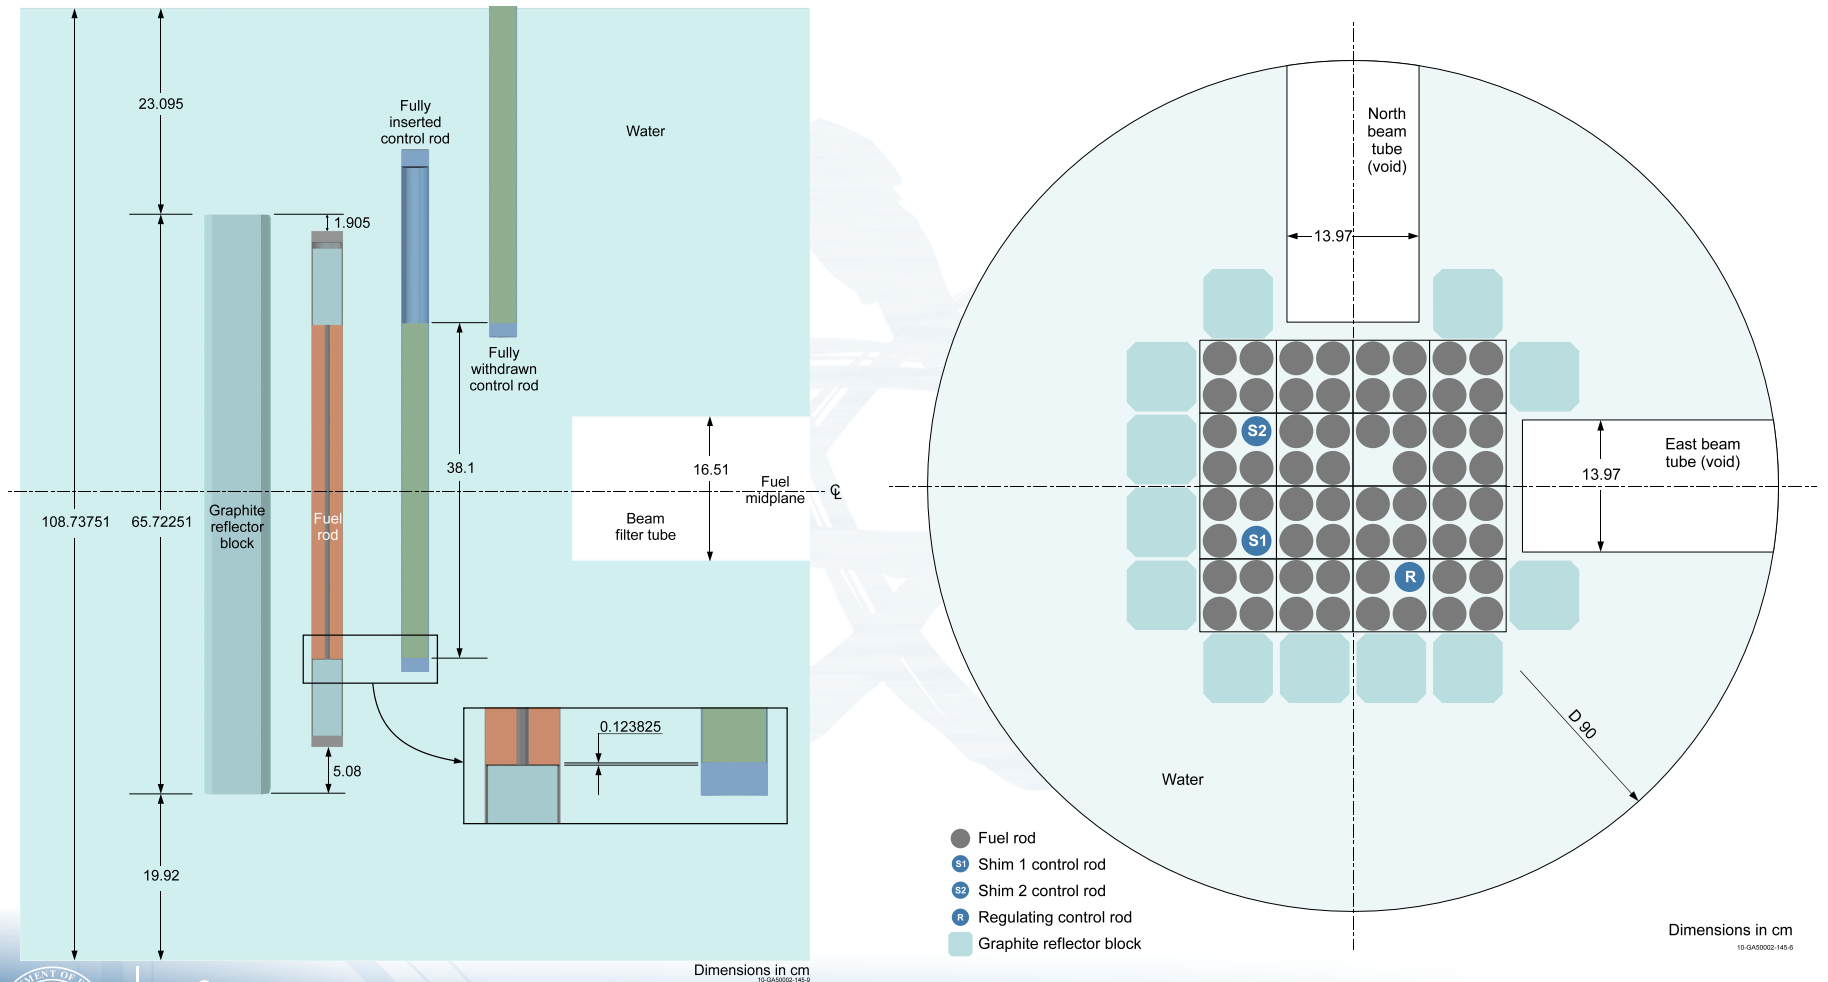 23.095
Fully
inserted
control rod
Water
1.905
Fully
withdrawn
control rod
38.1
16.51
Fuel
midplane
℄
108.73751
65.72251
Graphite
reflector
block
Fuel
rod
Beam
filter tube
0.123825
5.08
19.92
Dimensions in cm
10-GA50002-145-9
MENT OF
North
beam
tube
(void)
13.97
East beam
tube (void)
13.97
S2
S1
R
D 90
Water
Fuel rod
S1 Shim 1 control rod
S2 Shim 2 control rod
R Regulating control rod
Graphite reflector block
Dimensions in cm
10-GA50002-145-6